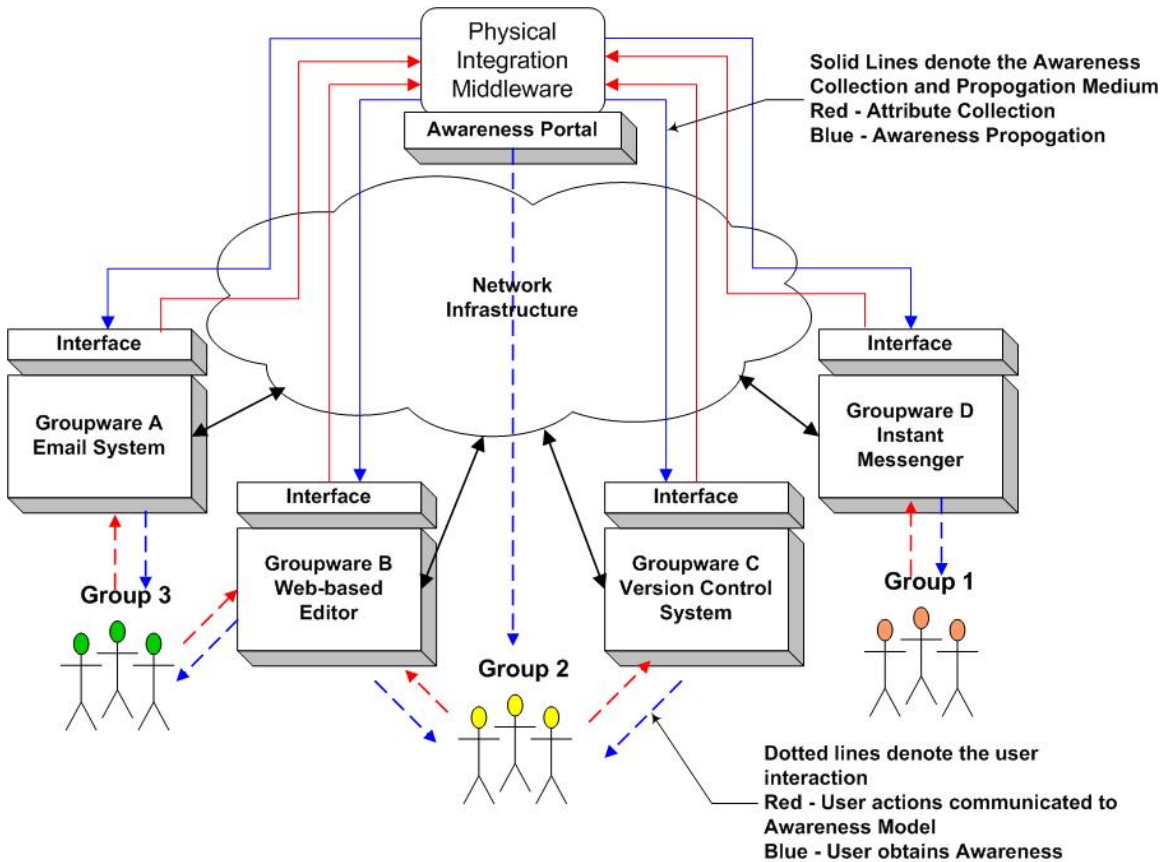 Physical
Integration
Middleware
Awareness Portal
Solid Lines denote the Awareness
Collection and Propogation Medium
Red - Attribute Collection
Blue - Awareness Propogation
Network
Infrastructure
Interface
Groupware A
Email System
Interface
Groupware B
Web-based
Editor
Interface
Groupware C
Version Control
System
Interface
Groupware D
Instant
Messenger
Group 3
Group 2
Group 1
Dotted lines denote the user
interaction
Red - User actions communicated to
Awareness Model
Blue - User obtains Awareness